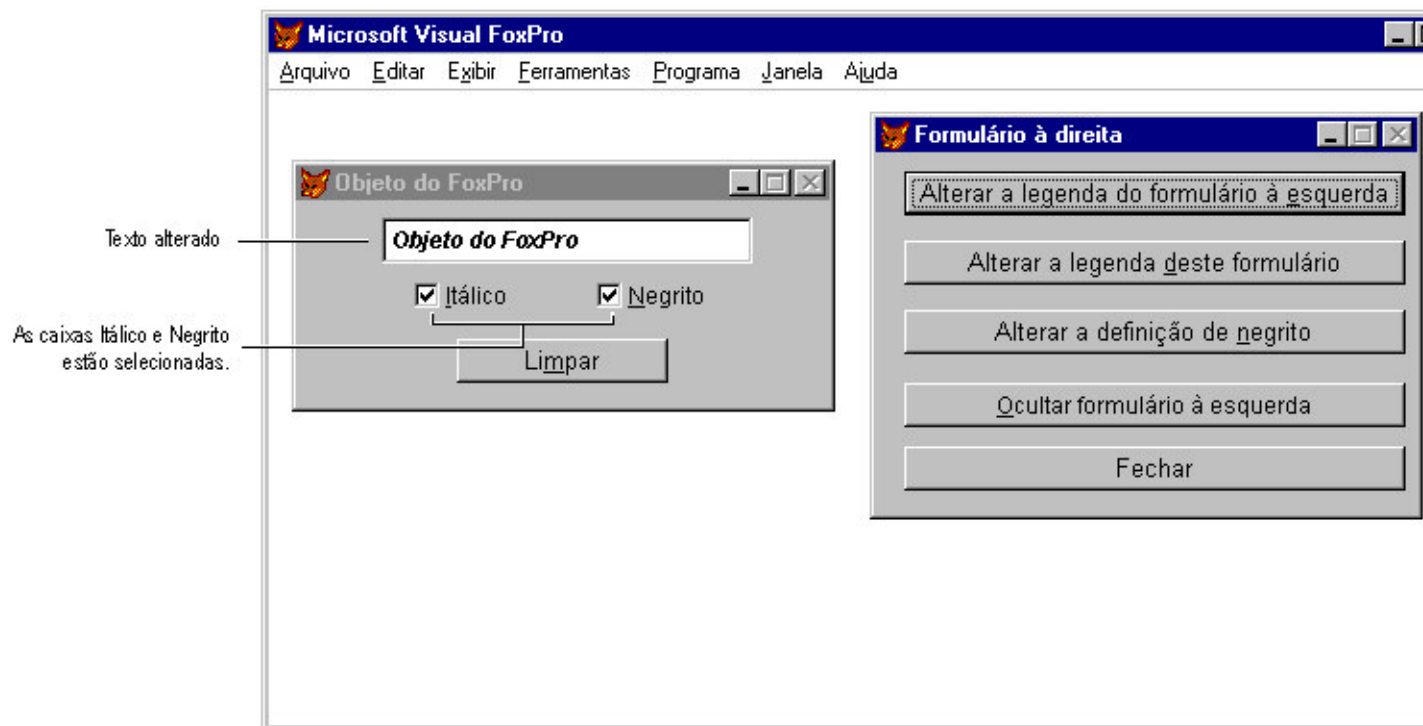 Microsoft Visual FoxPro
Arquivo Editar Exibir Ferramentas Programa Janela Ajuda
Objeto do FoxPro
Texto alterado
Objeto do FoxPro
Itálico
Negrito
As caixas Itálico e Negrito
estão selecionadas.
Limpar
Formulário à direita
Alterar a legenda do formulário à esquerda
Alterar a legenda deste formulário
Alterar a definição de negrito
Ocultar formulário à esquerda
Fechar